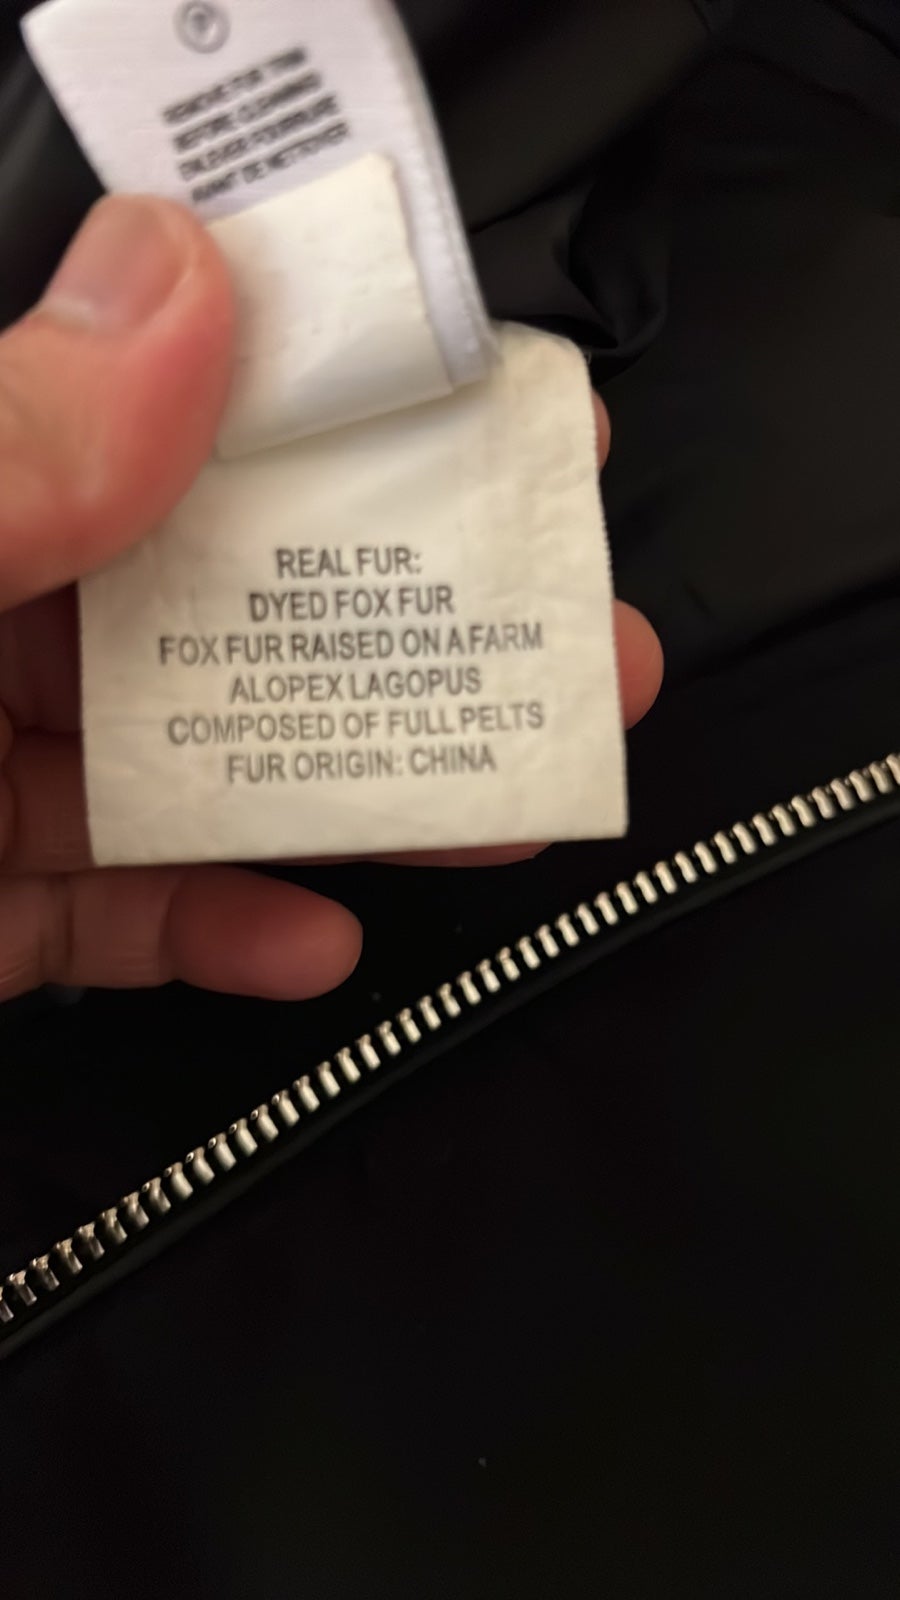 P
REMOVE FUR TRIM
BEFORE CLEANING
ENLEVER FOURRURE
AVANT DE NETTOYER
REAL FUR:
DYED FOX FUR
FOX FUR RAISED ON A FARM
ALOPEX LAGOPUS
COMPOSED OF FULL PELTS
FUR ORIGIN: CHINA